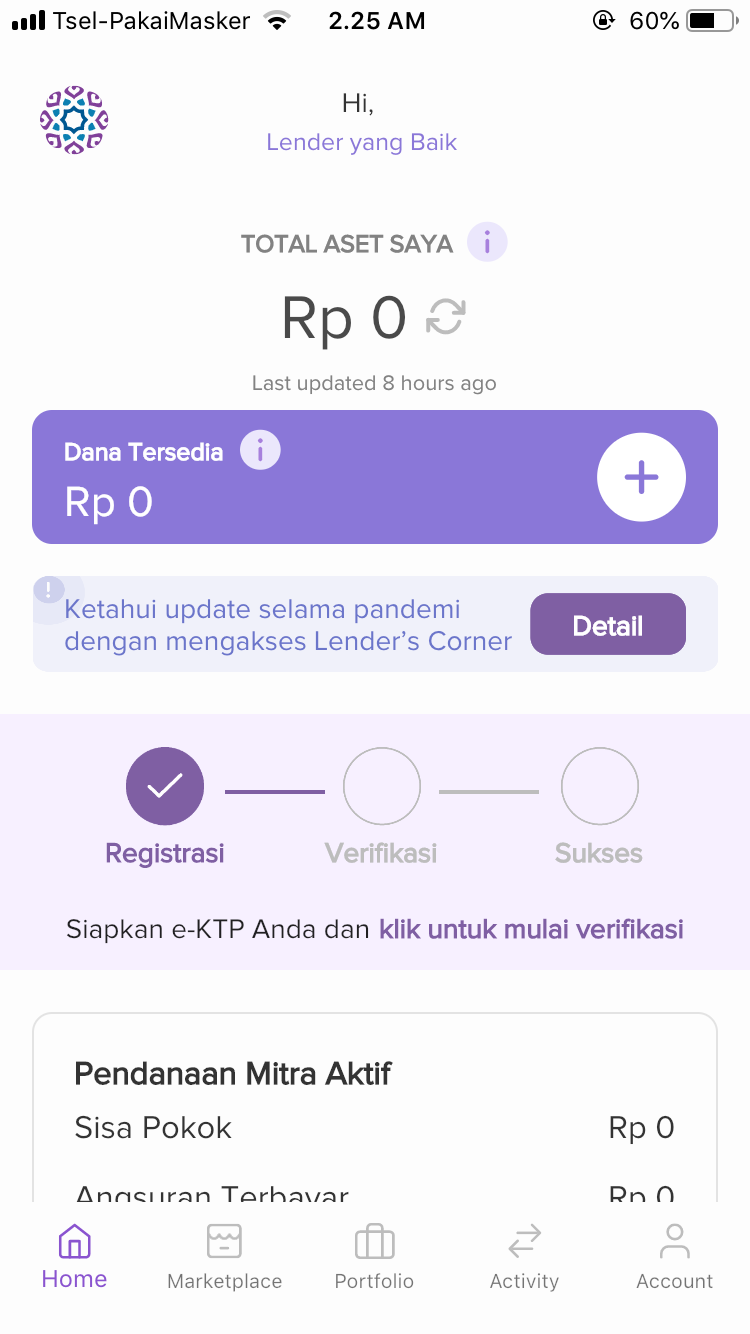 Tsel-PakaiMasker 2.25 AM 60%
Hi,
Lender yang Baik
TOTAL ASET SAYA i
Rp 0
Last updated 8 hours ago
Dana Tersedia i
Rp 0
+
!
Ketahui update selama pandemi
dengan mengakses Lender's Corner
Detail
Registrasi Verifikasi Sukses
Siapkan e-KTP Anda dan klik untuk mulai verifikasi
Pendanaan Mitra Aktif
Sisa Pokok Rp 0
Angsuran Terbayar Rp 0
Home Marketplace Portfolio Activity Account